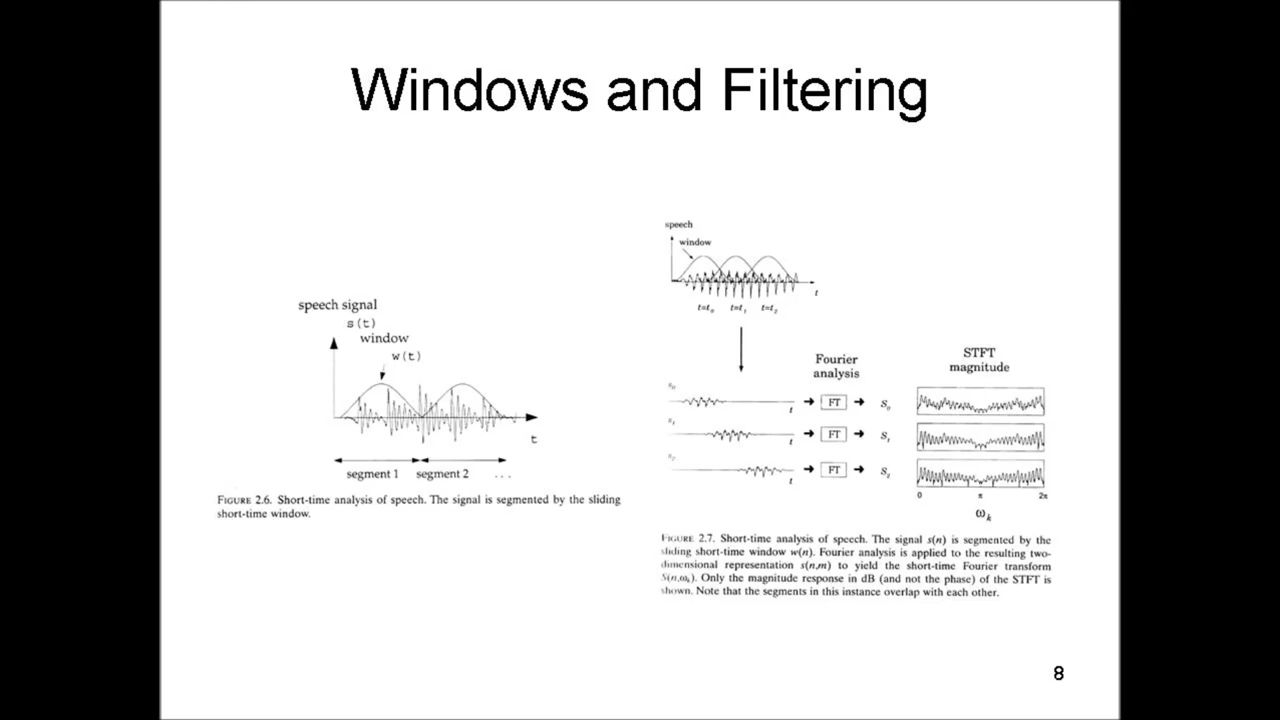 Windows and Filtering
speech signal
s(t)
window
w(t)
t
segment 1 segment 2 ...
FIGURE 2.6. Short-time analysis of speech. The signal is segmented by the sliding
short-time window.
speech
window
t
t=t₀ t=t₁ t=t₂
Fourier
analysis
STFT
magnitude
s₀
t
FT
S₀
s₁
t
FT
S₁
s₂
t
FT
S₂
0 π 2π
ωk
FIGURE 2.7. Short-time analysis of speech. The signal s(n) is segmented by the
sliding short-time window w(n). Fourier analysis is applied to the resulting two-
dimensional representation s(n,m) to yield the short-time Fourier transform
S(n,ωk). Only the magnitude response in dB (and not the phase) of the STFT is
shown. Note that the segments in this instance overlap with each other.
8